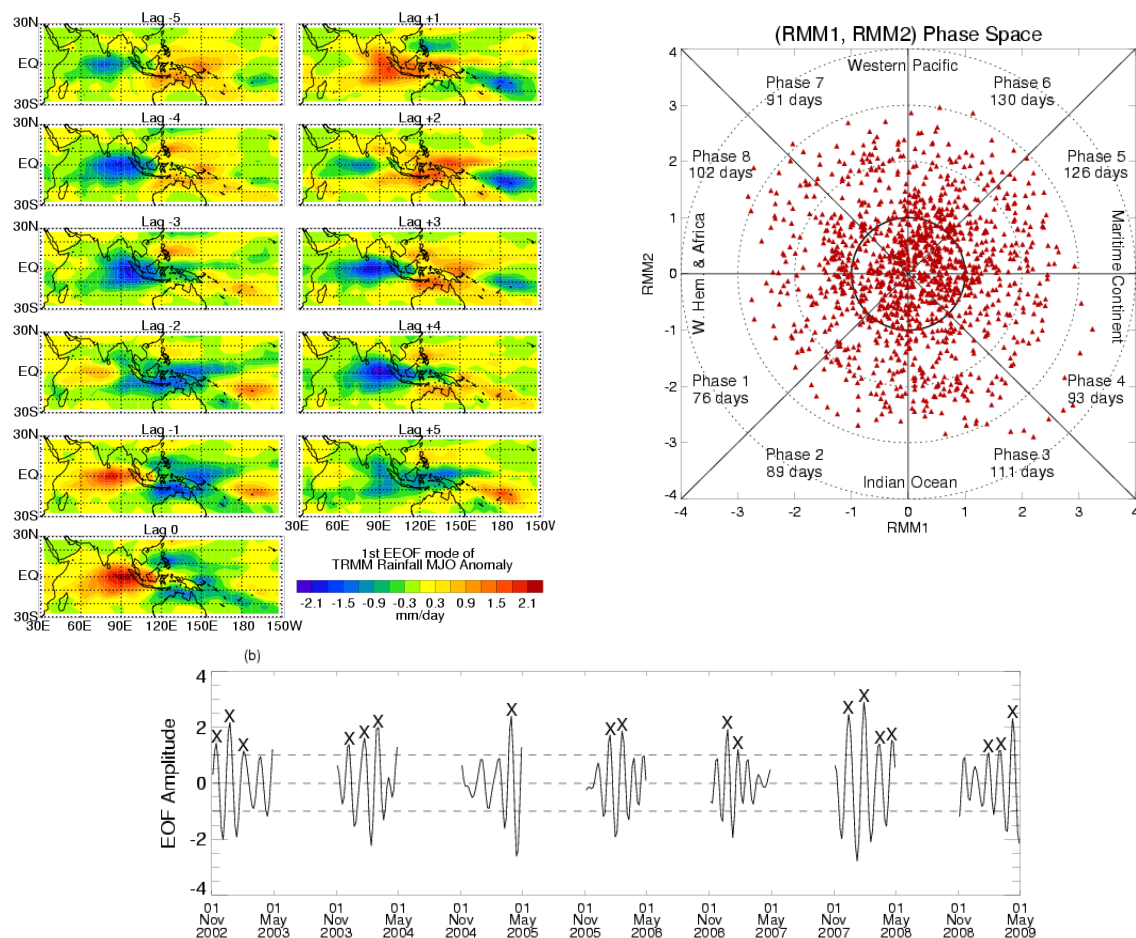 Lag -5
30N
EQ
30S
Lag -4
30N
EQ
30S
Lag -3
30N
EQ
30S
Lag -2
30N
EQ
30S
Lag -1
30N
EQ
30S
Lag 0
30N
EQ
30S
30E 60E 90E 120E 150E 180E 150W
Lag +1
Lag +2
Lag +3
Lag +4
Lag +5
30E 60E 90E 120E 150E 180E 150W
1st EEOF mode of
TRMM Rainfall MJO Anomaly
-2.1 -1.5 -0.9 -0.3 0.3 0.9 1.5 2.1
mm/day
(RMM1, RMM2) Phase Space
Western Pacific
Phase 7
91 days
Phase 6
130 days
Phase 8
102 days
Phase 5
126 days
W. Hem. & Africa
Maritime Continent
Phase 1
76 days
Phase 4
93 days
Phase 2
89 days
Phase 3
111 days
Indian Ocean
4
3
2
1
0
-1
-2
-3
-4
RMM2
-4 -3 -2 -1 0 1 2 3 4
RMM1
(b)
4
2
0
-2
-4
EOF Amplitude
X X X X X X X X X X X X X X X X X X X
01 01 01 01 01 01 01 01 01 01 01 01 01 01
Nov May Nov May Nov May Nov May Nov May Nov May Nov May
2002 2003 2003 2004 2004 2005 2005 2006 2006 2007 2007 2008 2008 2009